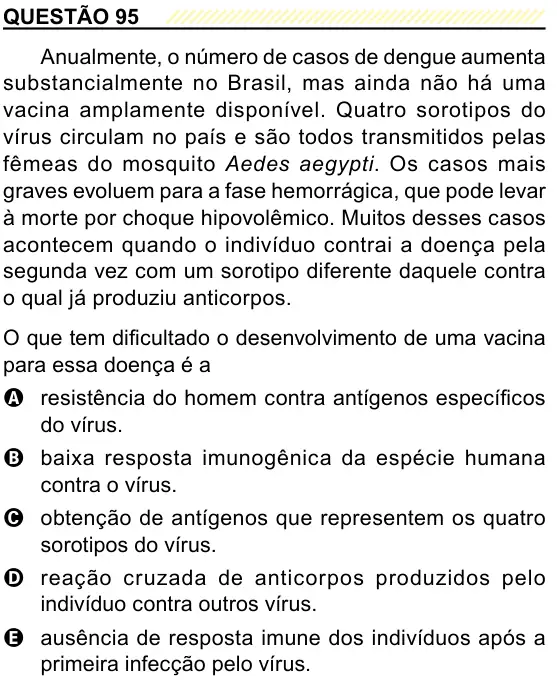 QUESTÃO 95
Anualmente, o número de casos de dengue aumenta
substancialmente no Brasil, mas ainda não há uma
vacina amplamente disponível. Quatro sorotipos do
vírus circulam no país e são todos transmitidos pelas
fêmeas do mosquito Aedes aegypti. Os casos mais
graves evoluem para a fase hemorrágica, que pode levar
à morte por choque hipovolêmico. Muitos desses casos
acontecem quando o indivíduo contrai a doença pela
segunda vez com um sorotipo diferente daquele contra
o qual já produziu anticorpos.
O que tem dificultado o desenvolvimento de uma vacina
para essa doença é a
A resistência do homem contra antígenos específicos
do vírus.
B baixa resposta imunogênica da espécie humana
contra o vírus.
C obtenção de antígenos que representem os quatro
sorotipos do vírus.
D reação cruzada de anticorpos produzidos pelo
indivíduo contra outros vírus.
E ausência de resposta imune dos indivíduos após a
primeira infecção pelo vírus.